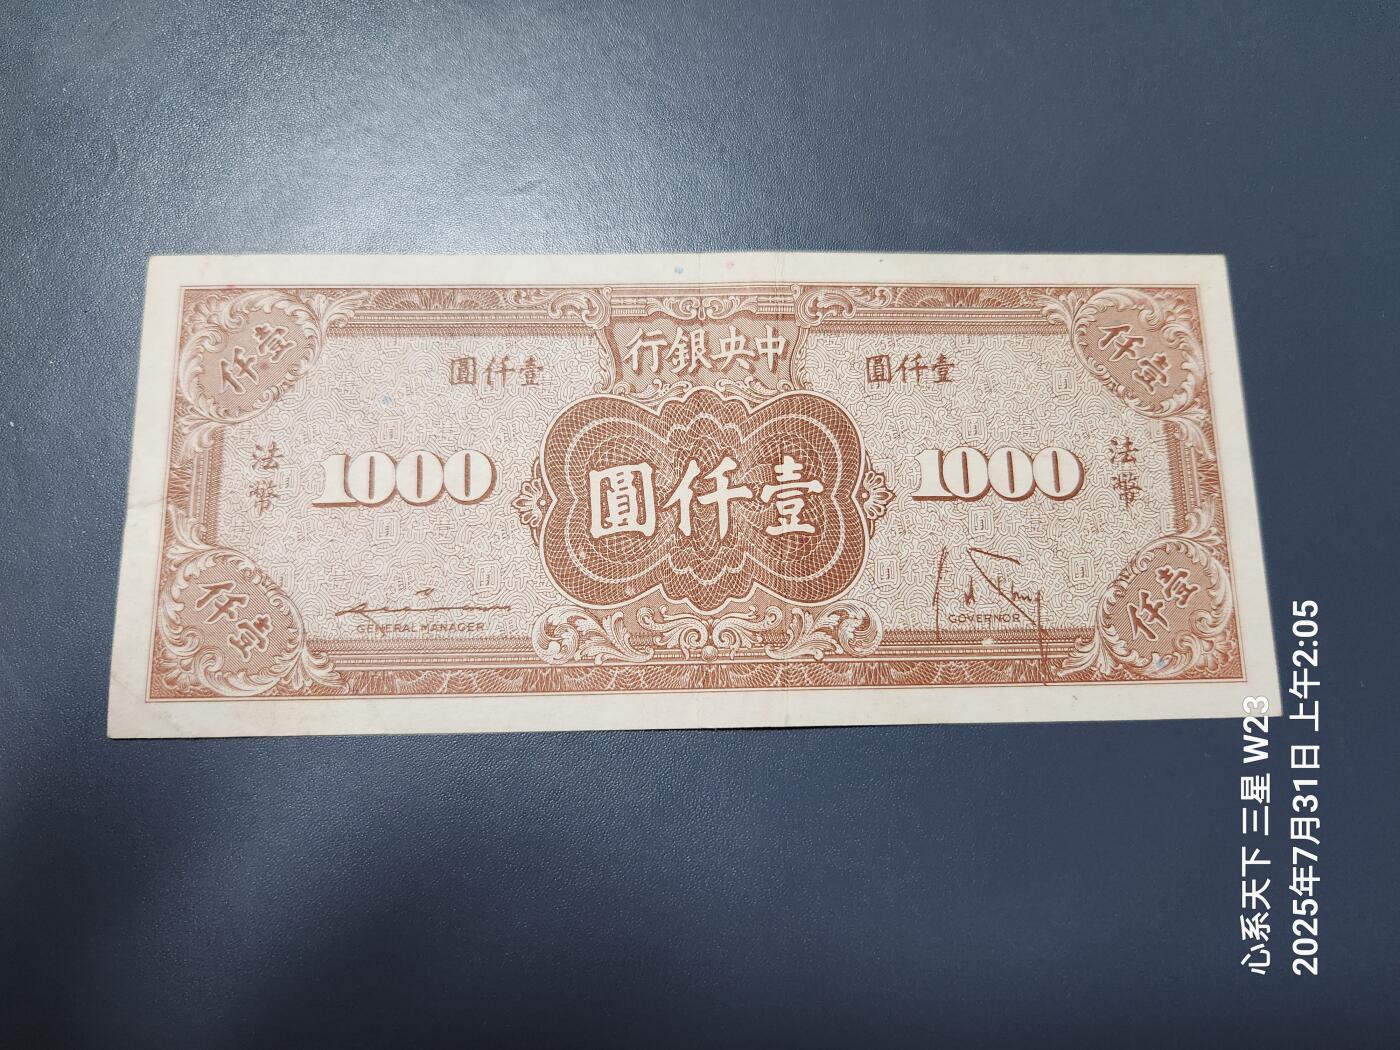 中央銀行
壹仟
壹仟
壹仟圓
壹仟圓
法幣
1000
壹仟圓
1000
法幣
GENERAL MANAGER
GOVERNOR
壹仟
壹仟
心系天下 三星 W23
2025年7月31日 上午2:05